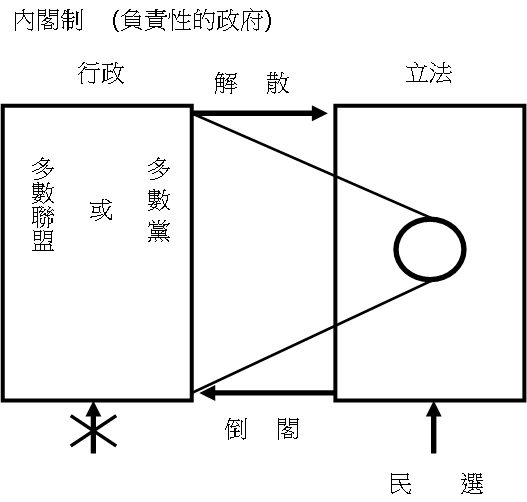 內閣制 (負責性的政府)
行政
解 散
立法
多數聯盟
或
多數黨
倒 閣
民 選